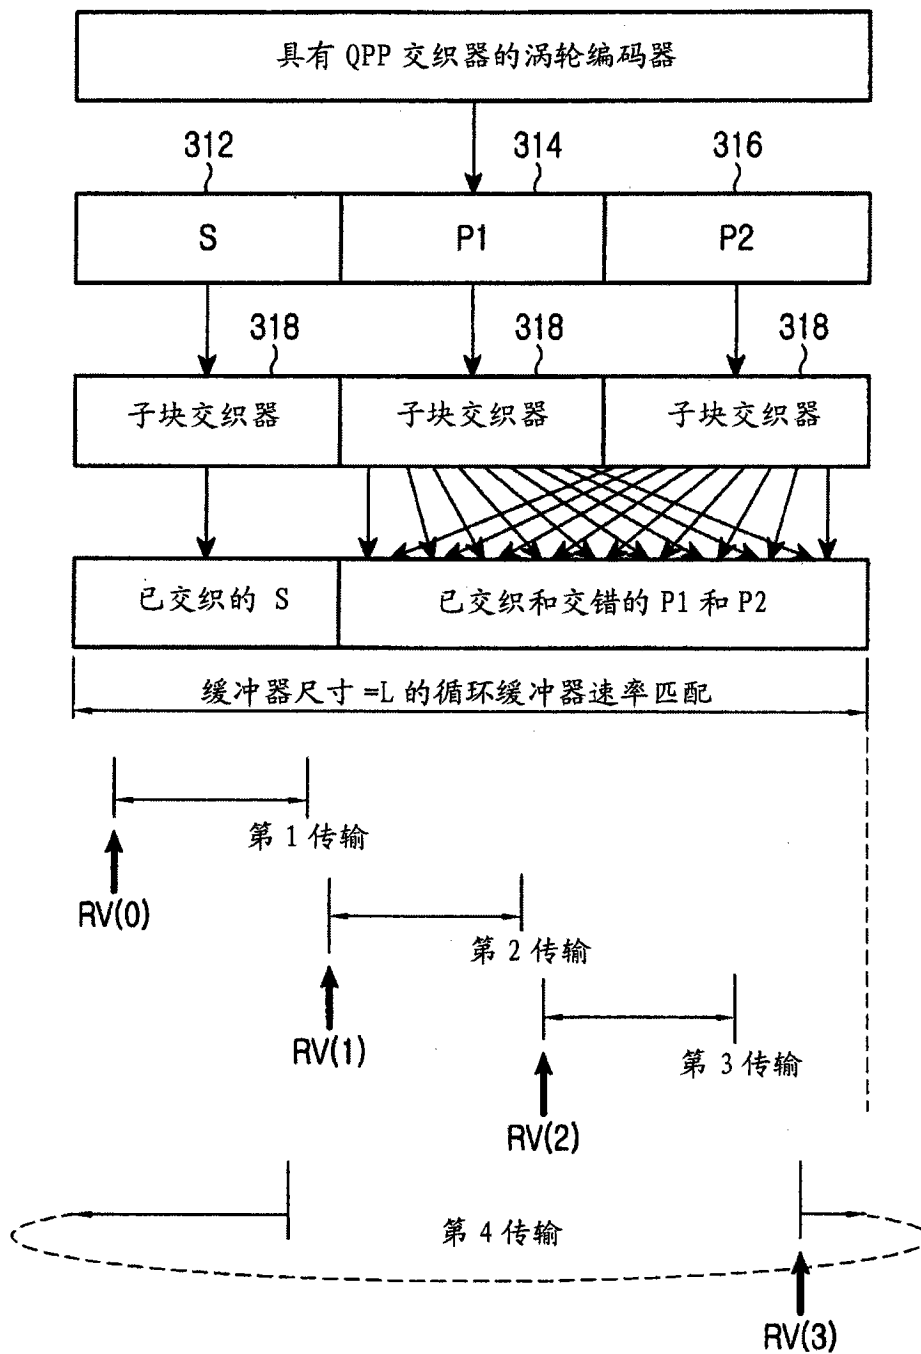 具有 QPP 交织器的涡轮编码器
312 314 316
S P1 P2
318 318 318
子块交织器 子块交织器 子块交织器
已交织的 S 已交织和交错的 P1 和 P2
缓冲器尺寸 =L 的循环缓冲器速率匹配
第 1 传输
RV(0)
第 2 传输
RV(1)
第 3 传输
RV(2)
第 4 传输
RV(3)